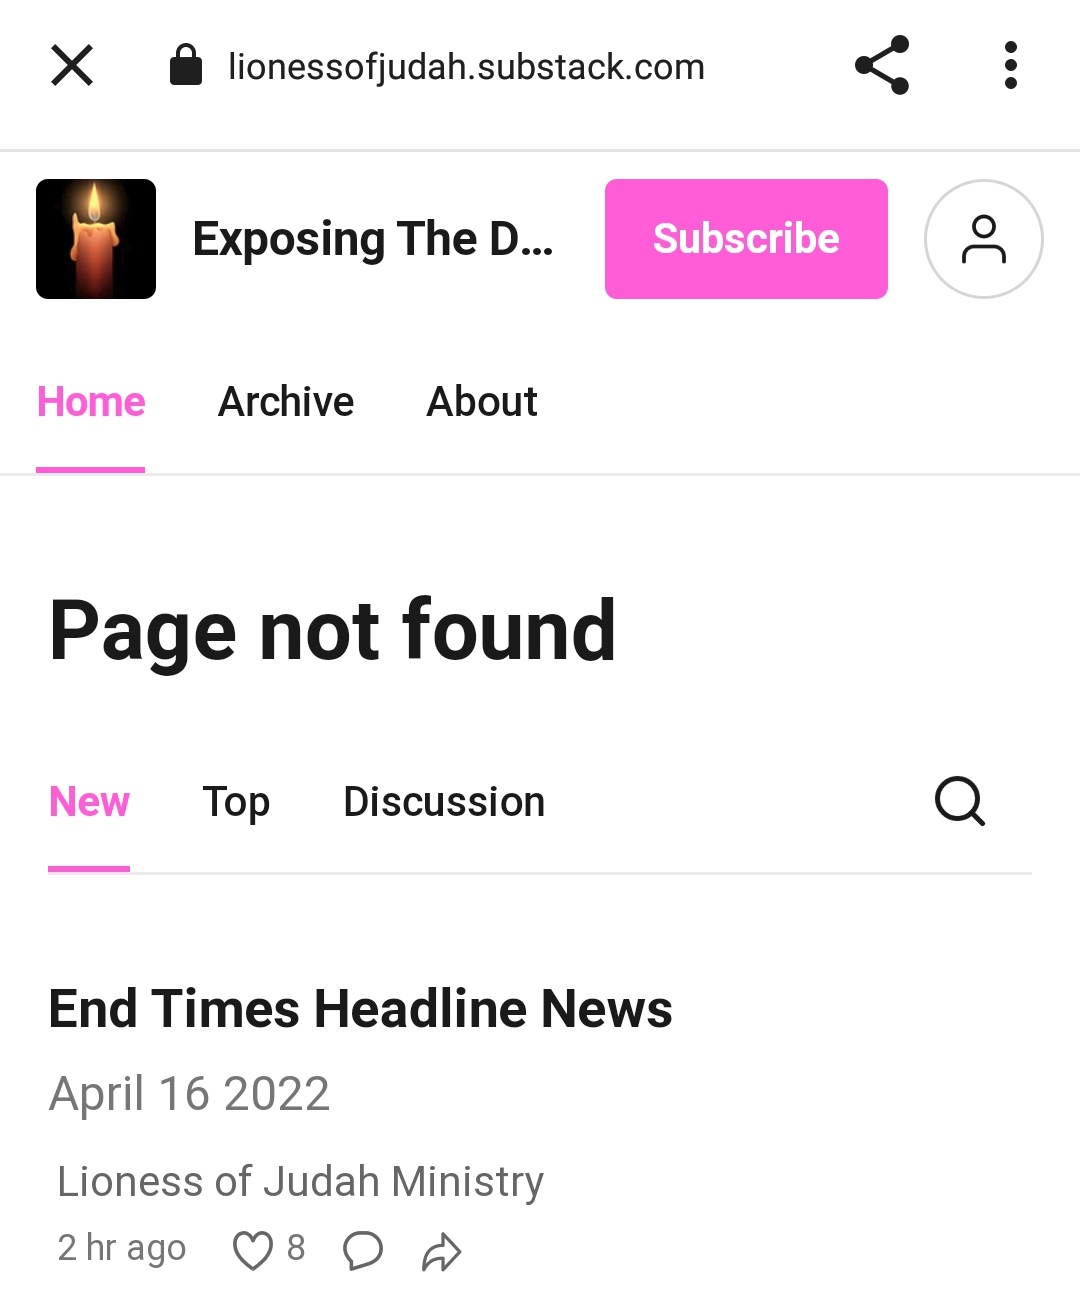 lionessofjudah.substack.com
Exposing The D...
Subscribe
Home Archive About
Page not found
New Top Discussion
End Times Headline News
April 16 2022
Lioness of Judah Ministry
2 hr ago 8